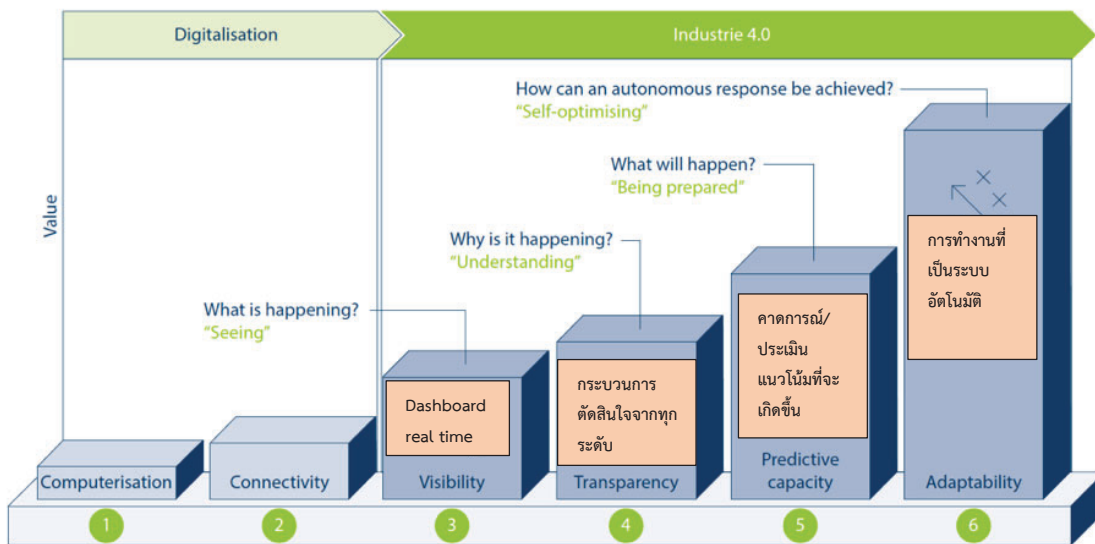 Digitalisation
Industrie 4.0
How can an autonomous response be achieved?
"Self-optimising"
What will happen?
"Being prepared"
Why is it happening?
"Understanding"
What is happening?
"Seeing"
Value
การทำงานที่
เป็นระบบ
อัตโนมัติ
คาดการณ์/
ประเมิน
แนวโน้มที่จะ
เกิดขึ้น
กระบวนการ
ตัดสินใจจากทุก
ระดับ
Dashboard
real time
Computerisation
Connectivity
Visibility
Transparency
Predictive
capacity
Adaptability
1
2
3
4
5
6